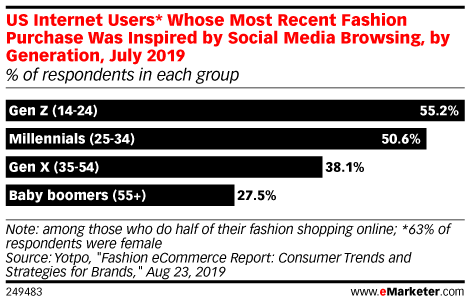 US Internet Users* Whose Most Recent Fashion
Purchase Was Inspired by Social Media Browsing, by
Generation, July 2019
% of respondents in each group
Gen Z (14-24) 55.2%
Millennials (25-34) 50.6%
Gen X (35-54) 38.1%
Baby boomers (55+) 27.5%
Note: among those who do half of their fashion shopping online; *63% of
respondents were female
Source: Yotpo, "Fashion eCommerce Report: Consumer Trends and
Strategies for Brands," Aug 23, 2019
249483 www.eMarketer.com